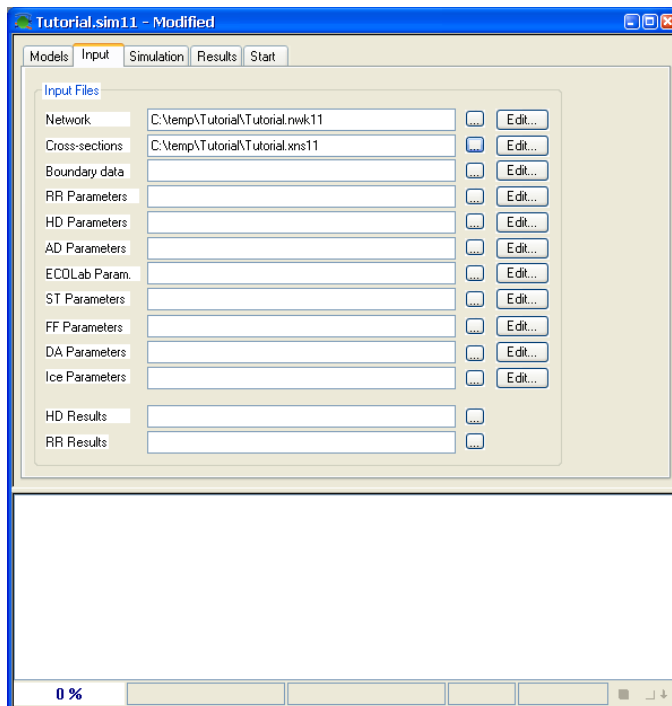 Tutorial.sim11 - Modified
Models Input Simulation Results Start
Input Files
Network C:\temp\Tutorial\Tutorial.nwk11 ... Edit...
Cross-sections C:\temp\Tutorial\Tutorial.xns11 ... Edit...
Boundary data ... Edit...
RR Parameters ... Edit...
HD Parameters ... Edit...
AD Parameters ... Edit...
ECOLab Param. ... Edit...
ST Parameters ... Edit...
FF Parameters ... Edit...
DA Parameters ... Edit...
Ice Parameters ... Edit...
HD Results ...
RR Results ...
0 %